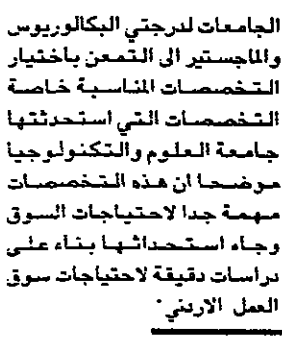 الجامعات لدرجتي البكالوريوس
والماجستير الى التمعن باختيار
التخصصات المناسبة خاصة
التخصصات التي استحدثتها
جامعة العلوم والتكنولوجيا
موضحا ان هذه التخصصات
مهمة جدا لاحتياجات السوق
وجاء استحداثها بناء على
دراسات دقيقة لاحتياجات سوق
العمل الاردني.